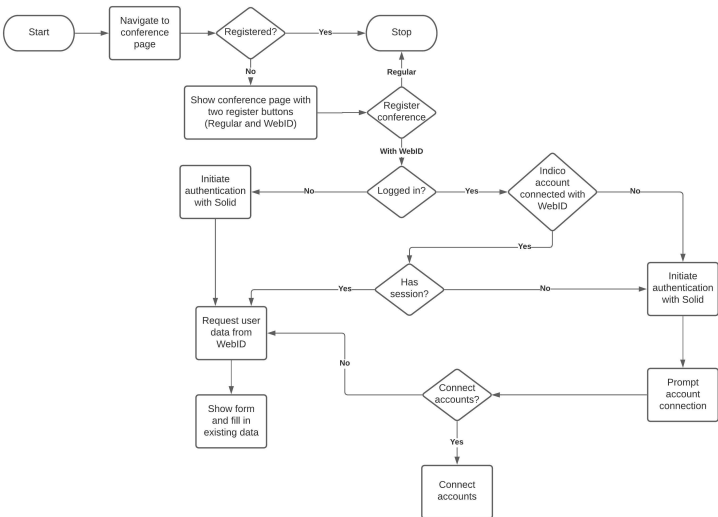 Start
Navigate to
conference
page
Registered?
Yes
Stop
No
Regular
Show conference page with
two register buttons
(Regular and WebID)
Register
conference
With WebID
Initiate
authentication
with Solid
No
Logged in?
Yes
Indico
account
connected with
WebID
No
Yes
Has
session?
Yes
No
Initiate
authentication
with Solid
Request user
data from
WebID
No
Connect
accounts?
Prompt
account
connection
Show form
and fill in
existing data
Yes
Connect
accounts